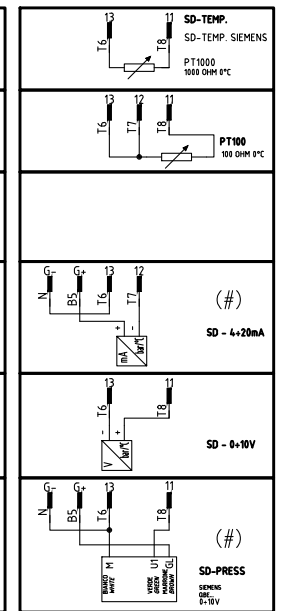 13 11 SD-TEMP.
T6 T8 SD-TEMP. SIEMENS
PT1000
1000 OHM 0°C
13 12 11
T6 T7 T8
PT100
100 OHM 0°C
G- G+ 13 12
N B5 T6 T7
(#)
+ -
mA bar/°C
SD - 4÷20mA
13 11
T6 T8
- +
V bar/°C
SD - 0÷10V
G- G+ 13 11
N B5 T6 T8
(#)
M U1 GL
BIANCO
WHITE
VERDE
GREEN
MARRONE
BROWN
SD-PRESS
SIEMENS
QBE...
0÷10V